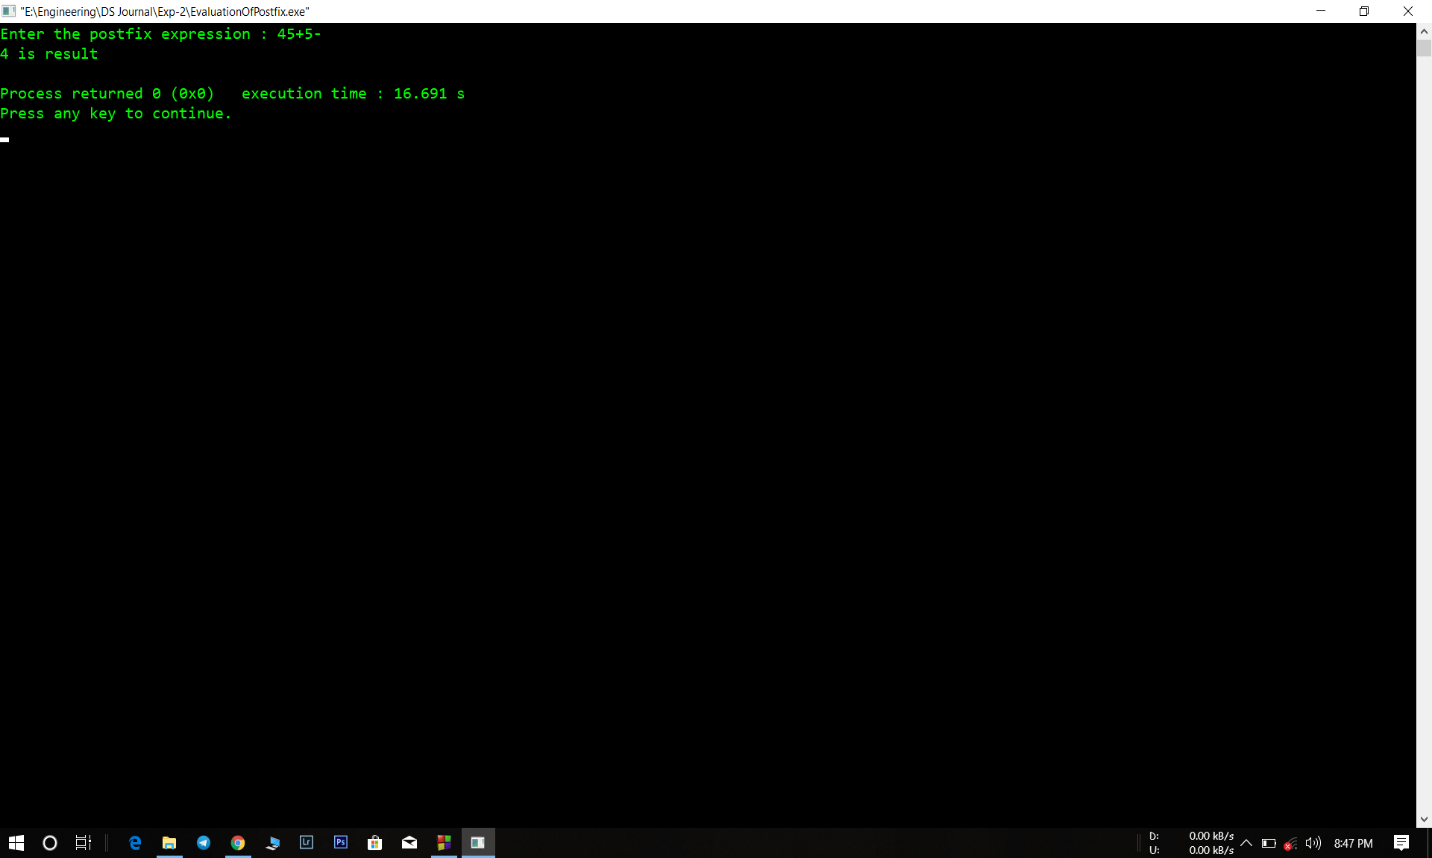 "E:\Engineering\DS Journal\Exp-2\EvaluationOfPostfix.exe"
Enter the postfix expression : 45+5-
4 is result
Process returned 0 (0x0)   execution time : 16.691 s
Press any key to continue.
Lr
Ps
D: 0.00 kB/s
U: 0.00 kB/s
8:47 PM